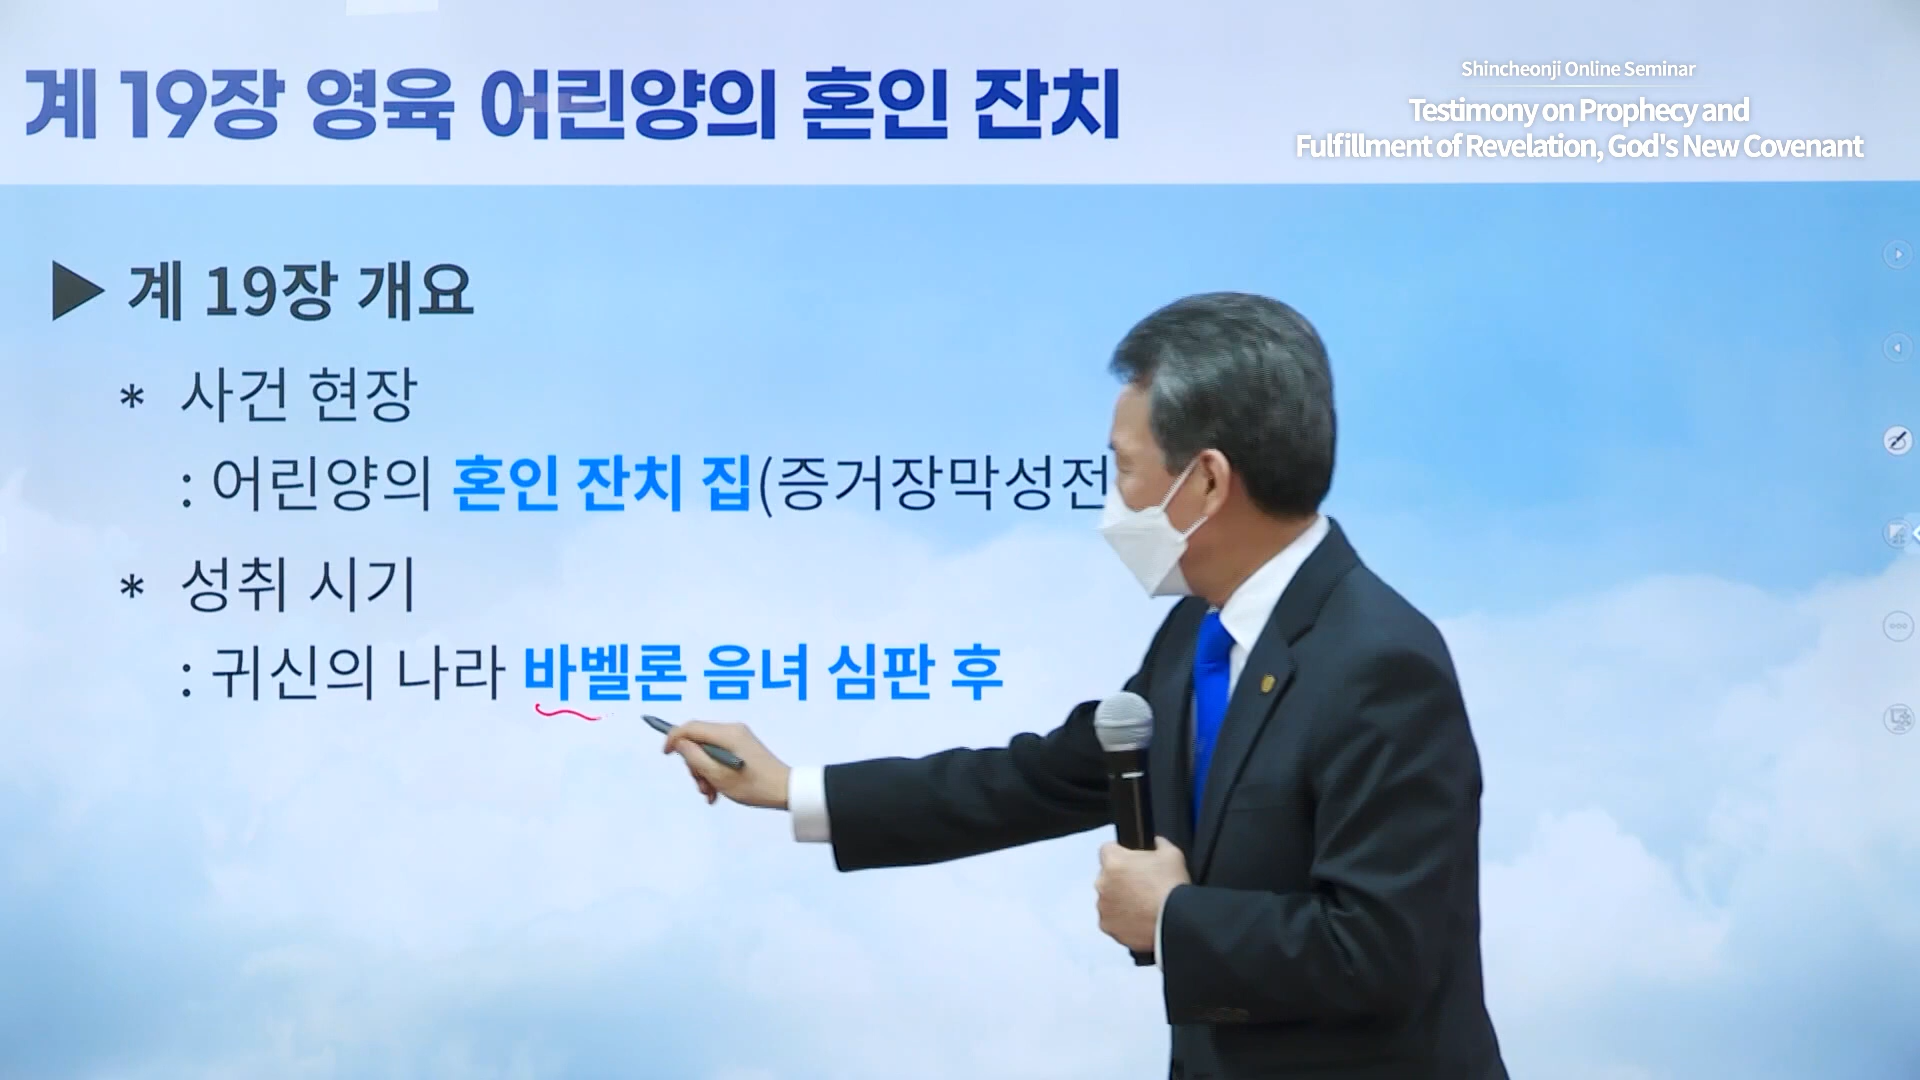 계 19장 영육 어린양의 혼인 잔치
Shincheonji Online Seminar
Testimony on Prophecy and
Fulfillment of Revelation, God's New Covenant
▶ 계 19장 개요
* 사건 현장
: 어린양의 혼인 잔치 집(증거장막성전
* 성취 시기
: 귀신의 나라 바벨론 음녀 심판 후